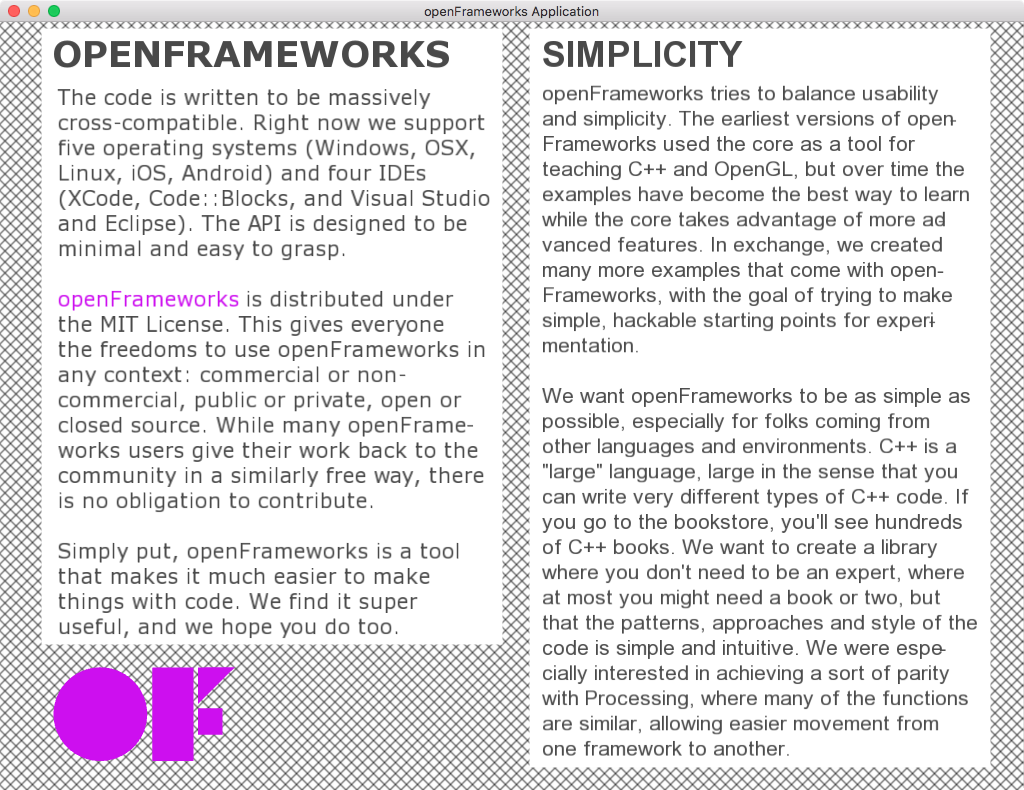 openFrameworks Application
OPENFRAMEWORKS
The code is written to be massively
cross-compatible. Right now we support
five operating systems (Windows, OSX,
Linux, iOS, Android) and four IDEs
(XCode, Code::Blocks, and Visual Studio
and Eclipse). The API is designed to be
minimal and easy to grasp.
openFrameworks is distributed under
the MIT License. This gives everyone
the freedoms to use openFrameworks in
any context: commercial or non-
commercial, public or private, open or
closed source. While many openFrame-
works users give their work back to the
community in a similarly free way, there
is no obligation to contribute.
Simply put, openFrameworks is a tool
that makes it much easier to make
things with code. We find it super
useful, and we hope you do too.
OF
SIMPLICITY
openFrameworks tries to balance usability
and simplicity. The earliest versions of open-
Frameworks used the core as a tool for
teaching C++ and OpenGL, but over time the
examples have become the best way to learn
while the core takes advantage of more ad
vanced features. In exchange, we created
many more examples that come with open-
Frameworks, with the goal of trying to make
simple, hackable starting points for experi-
mentation.
We want openFrameworks to be as simple as
possible, especially for folks coming from
other languages and environments. C++ is a
"large" language, large in the sense that you
can write very different types of C++ code. If
you go to the bookstore, you'll see hundreds
of C++ books. We want to create a library
where you don't need to be an expert, where
at most you might need a book or two, but
that the patterns, approaches and style of the
code is simple and intuitive. We were espe-
cially interested in achieving a sort of parity
with Processing, where many of the functions
are similar, allowing easier movement from
one framework to another.